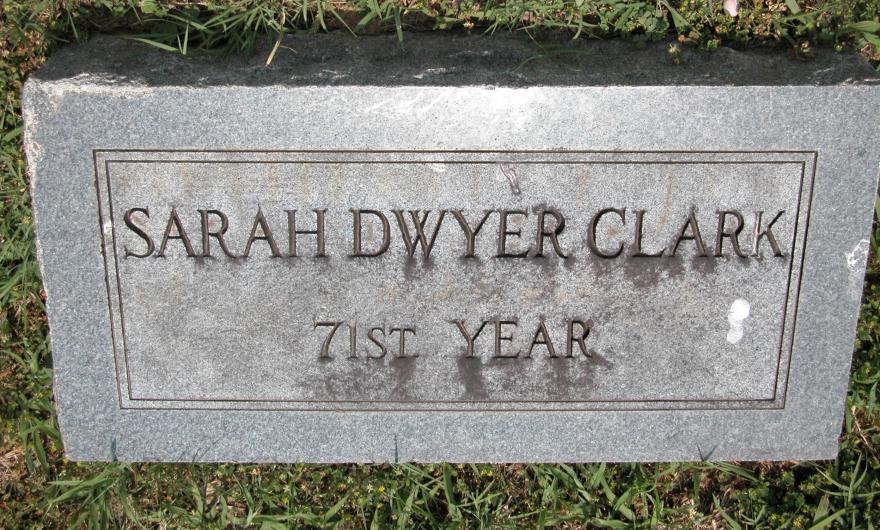 SARAH DWYER CLARK
71ST YEAR